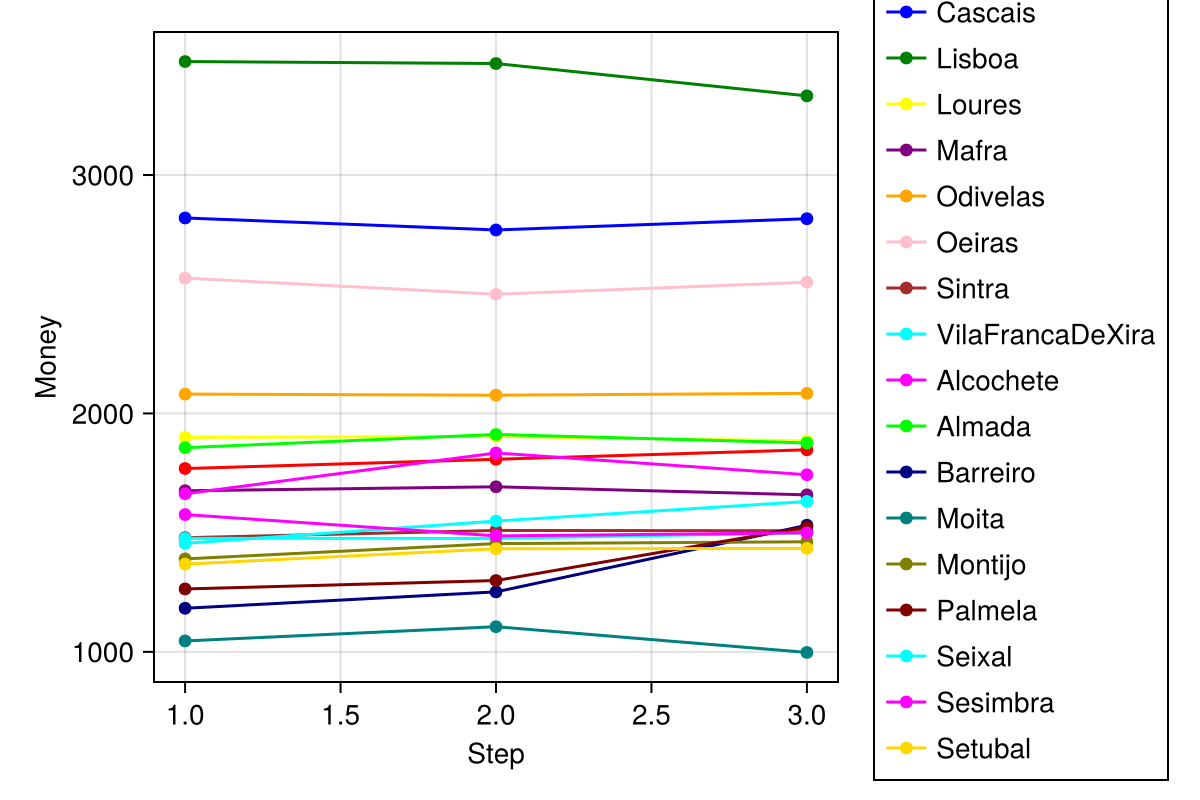 Cascais
Lisboa
Loures
Mafra
Odivelas
Oeiras
Sintra
VilaFrancaDeXira
Alcochete
Almada
Barreiro
Moita
Montijo
Palmela
Seixal
Sesimbra
Setubal
3000
2000
1000
Money
1.0 1.5 2.0 2.5 3.0
Step